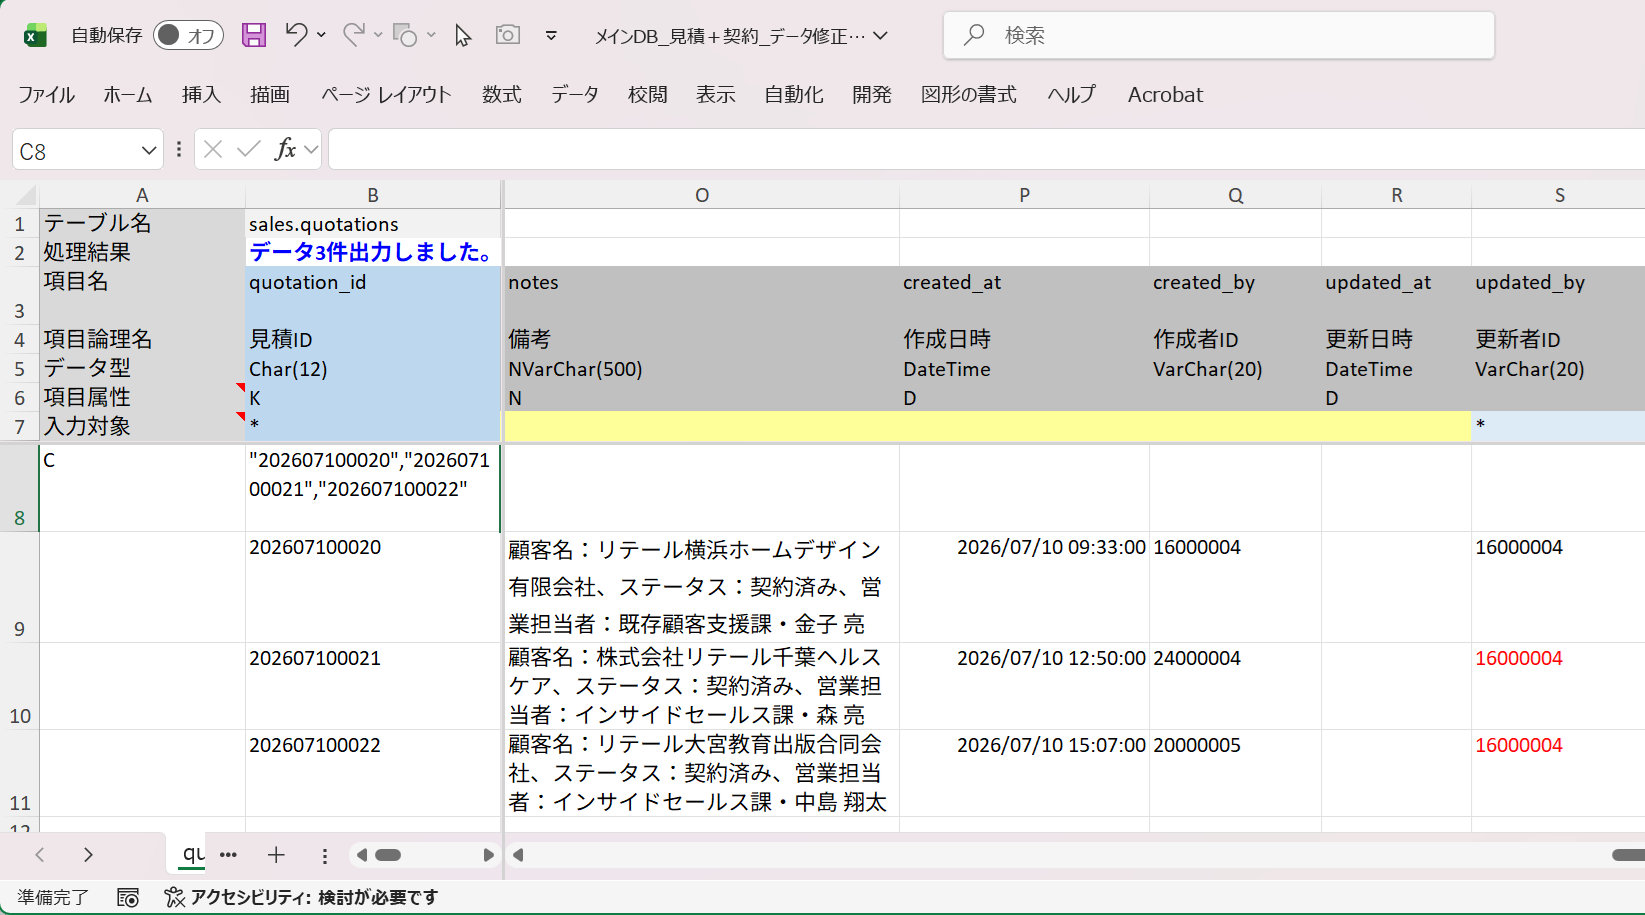 自動保存 オフ メインDB_見積＋契約_データ修正… 検索
ファイル ホーム 挿入 描画 ページ レイアウト 数式 データ 校閲 表示 自動化 開発 図形の書式 ヘルプ Acrobat
C8 fx
A B O P Q R S
1 テーブル名 sales.quotations
2 処理結果 データ3件出力しました。
3 項目名 quotation_id notes created_at created_by updated_at updated_by
4 項目論理名 見積ID 備考 作成日時 作成者ID 更新日時 更新者ID
5 データ型 Char(12) NVarChar(500) DateTime VarChar(20) DateTime VarChar(20)
6 項目属性 K N D D
7 入力対象 * *
8 C "202607100020","2026071
00021","202607100022"
9 202607100020 顧客名：リテール横浜ホームデザイン 2026/07/10 09:33:00 16000004 16000004
有限会社、ステータス：契約済み、営
業担当者：既存顧客支援課・金子 亮
10 202607100021 顧客名：株式会社リテール千葉ヘルス 2026/07/10 12:50:00 24000004 16000004
ケア、ステータス：契約済み、営業担
当者：インサイドセールス課・森 亮
11 202607100022 顧客名：リテール大宮教育出版合同会 2026/07/10 15:07:00 20000005 16000004
社、ステータス：契約済み、営業担当
者：インサイドセールス課・中島 翔太
12
qu
準備完了 アクセシビリティ: 検討が必要です